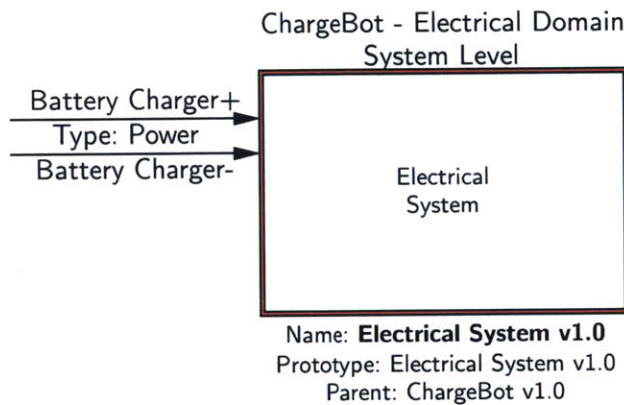 ChargeBot - Electrical Domain
System Level
Battery Charger+
Type: Power
Battery Charger-
Electrical
System
Name: Electrical System v1.0
Prototype: Electrical System v1.0
Parent: ChargeBot v1.0